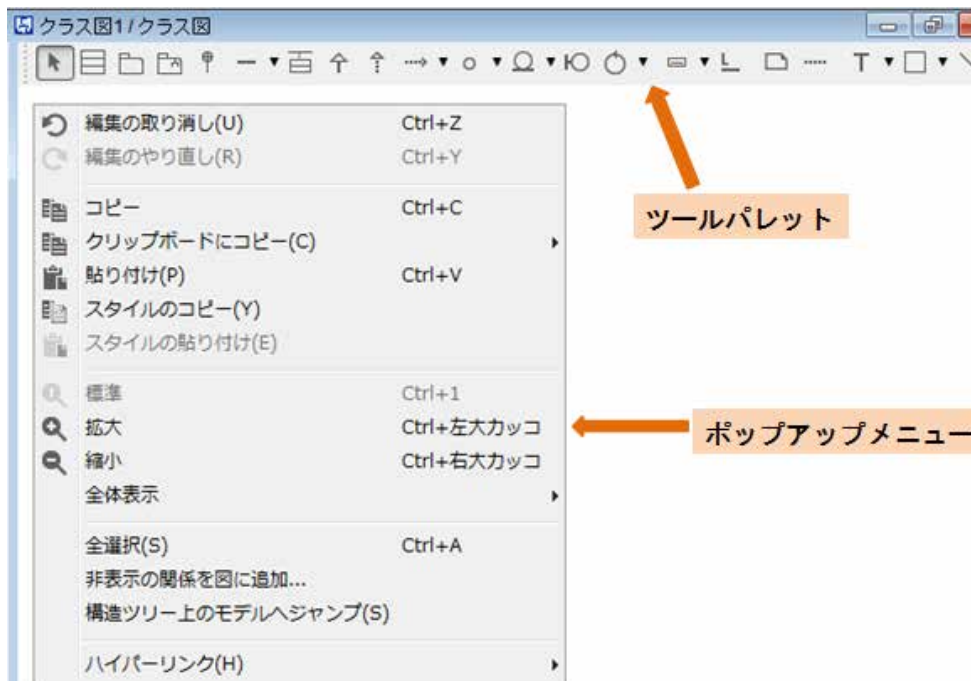 クラス図1/クラス図
ツールパレット
編集の取り消し(U) Ctrl+Z
編集のやり直し(R) Ctrl+Y
コピー Ctrl+C
クリップボードにコピー(C)
貼り付け(P) Ctrl+V
スタイルのコピー(Y)
スタイルの貼り付け(E)
標準 Ctrl+1
拡大 Ctrl+左大カッコ
ポップアップメニュー
縮小 Ctrl+右大カッコ
全体表示
全選択(S) Ctrl+A
非表示の関係を図に追加...
構造ツリー上のモデルへジャンプ(S)
ハイパーリンク(H)